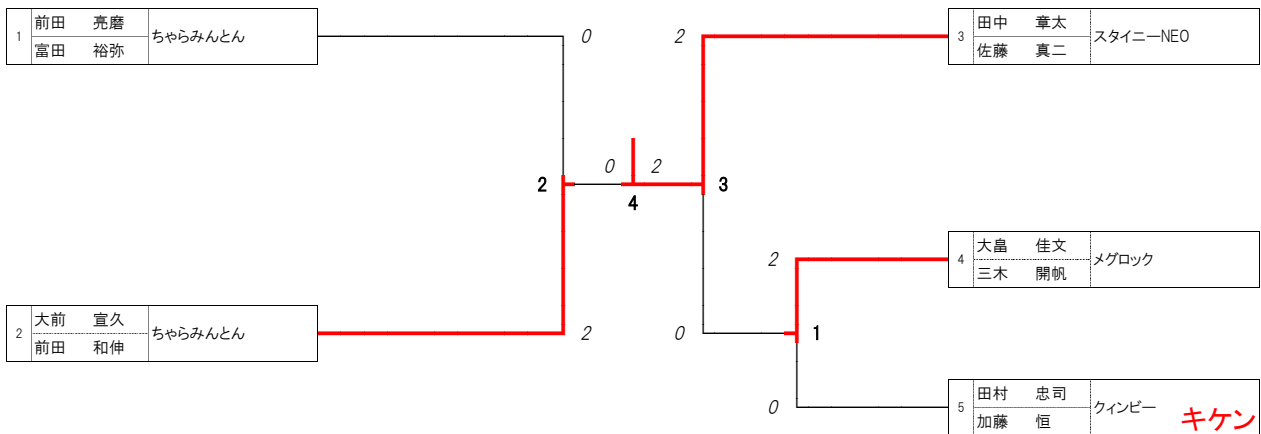 1 前田 亮磨 ちゃらみんとん
富田 裕弥
0
2
3 田中 章太 スタイニーNEO
佐藤 真二
2
0 2
3
4
4 大畠 佳文 メグロック
三木 開帆
2
2 大前 宣久 ちゃらみんとん
前田 和伸
2
0
1
0
5 田村 忠司 クィンビー
加藤 恒
キケン